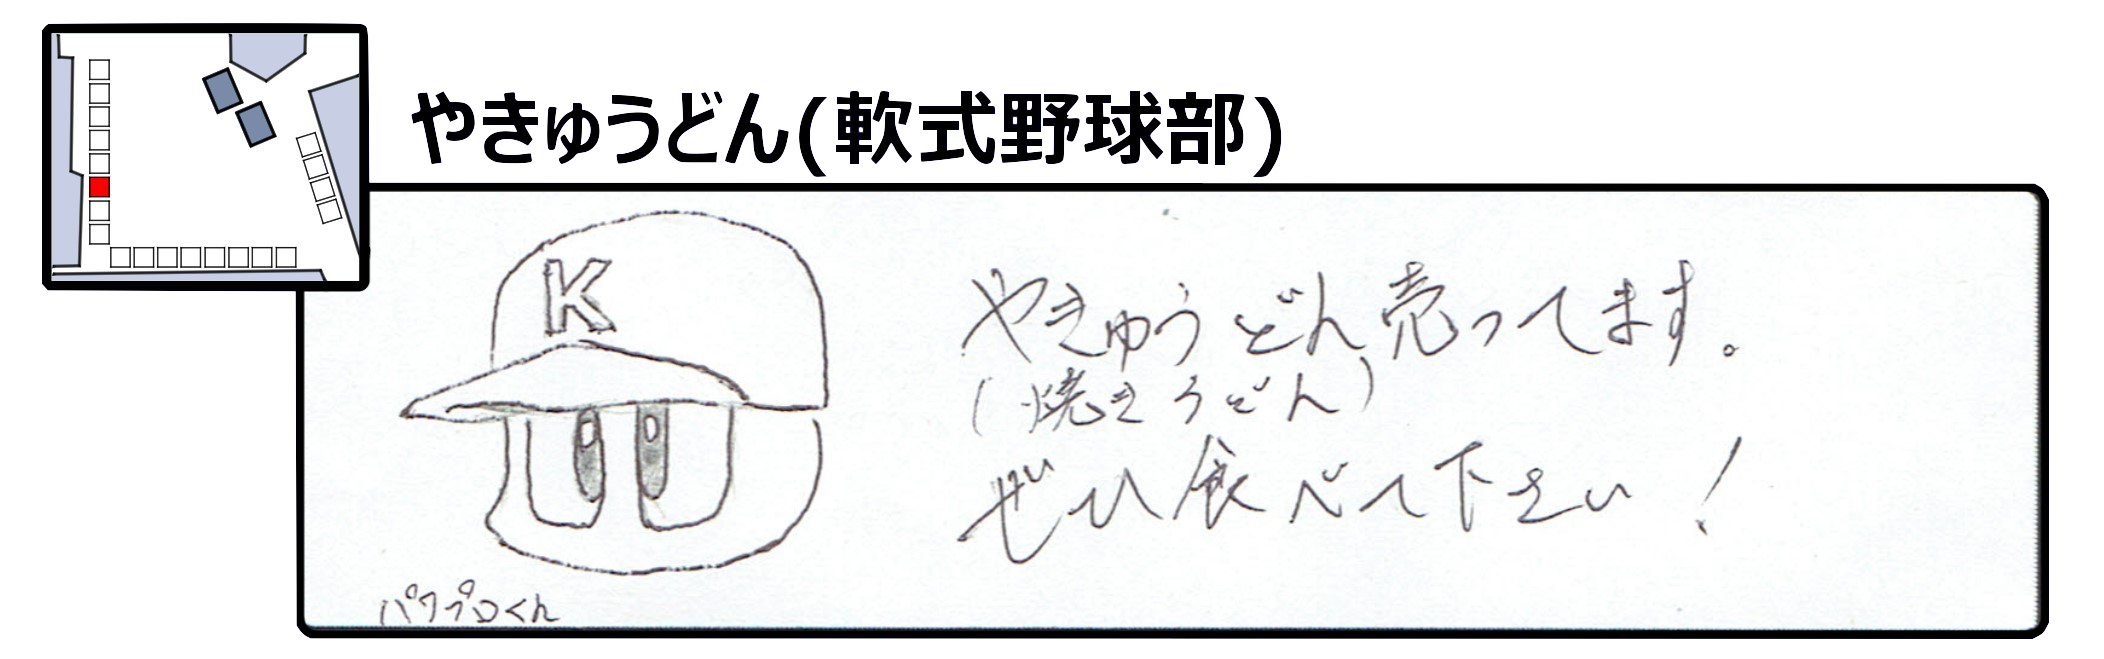 やきゅうどん(軟式野球部)
K
やきゅうどん売ってます。
(焼きうどん)
ぜひ食べて下さい!
パワプロくん